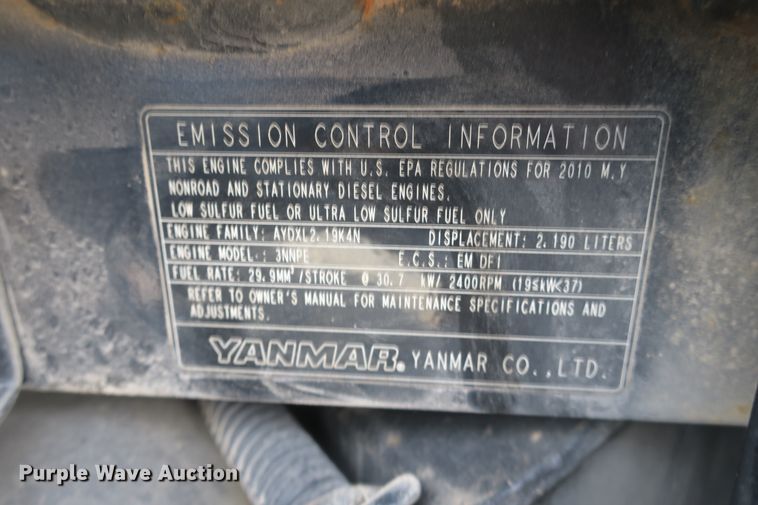 EMISSION CONTROL INFORMATION
THIS ENGINE COMPLIES WITH U.S. EPA REGULATIONS FOR 2010 M.Y
NONROAD AND STATIONARY DIESEL ENGINES.
LOW SULFUR FUEL OR ULTRA LOW SULFUR FUEL ONLY
ENGINE FAMILY: AYDXL2.19K4N DISPLACEMENT: 2.190 LITERS
ENGINE MODEL: 3NNPE E.C.S.: EM DFI
FUEL RATE: 29.9MM³/STROKE @ 30.7 kW/ 2400RPM (19≤kW<37)
REFER TO OWNER'S MANUAL FOR MAINTENANCE SPECIFICATIONS AND
ADJUSTMENTS.
YANMAR® YANMAR CO.,LTD.
Purple Wave Auction